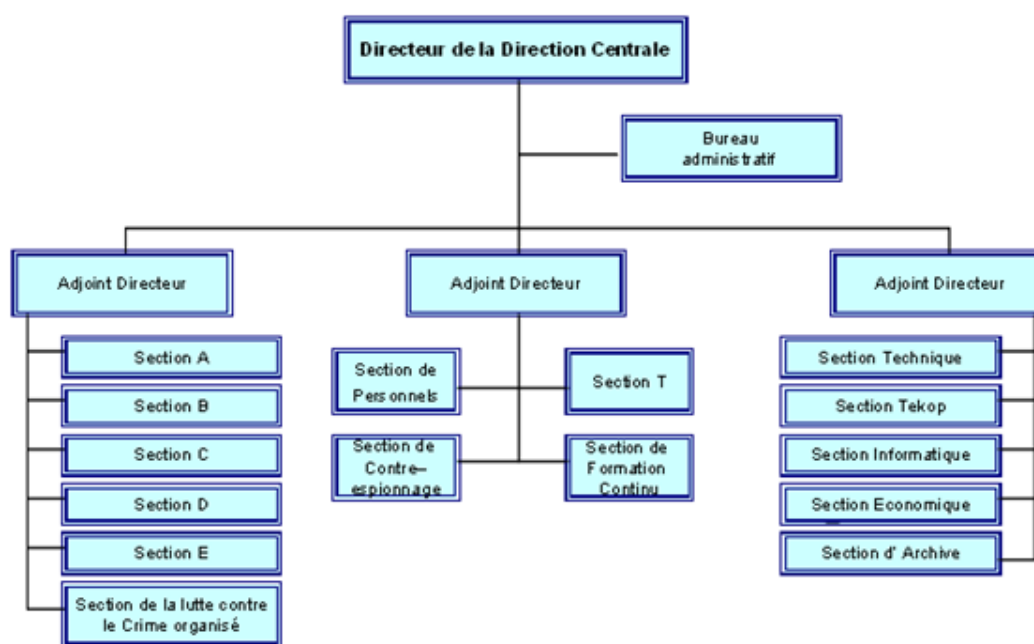 Directeur de la Direction Centrale
Bureau
administratif
Adjoint Directeur
Adjoint Directeur
Adjoint Directeur
Section A
Section B
Section C
Section D
Section E
Section de la lutte contre
le Crime organisé
Section de
Personnels
Section T
Section de
Contre–
espionnage
Section de
Formation
Continu
Section Technique
Section Tekop
Section Informatique
Section Economique
Section d' Archive